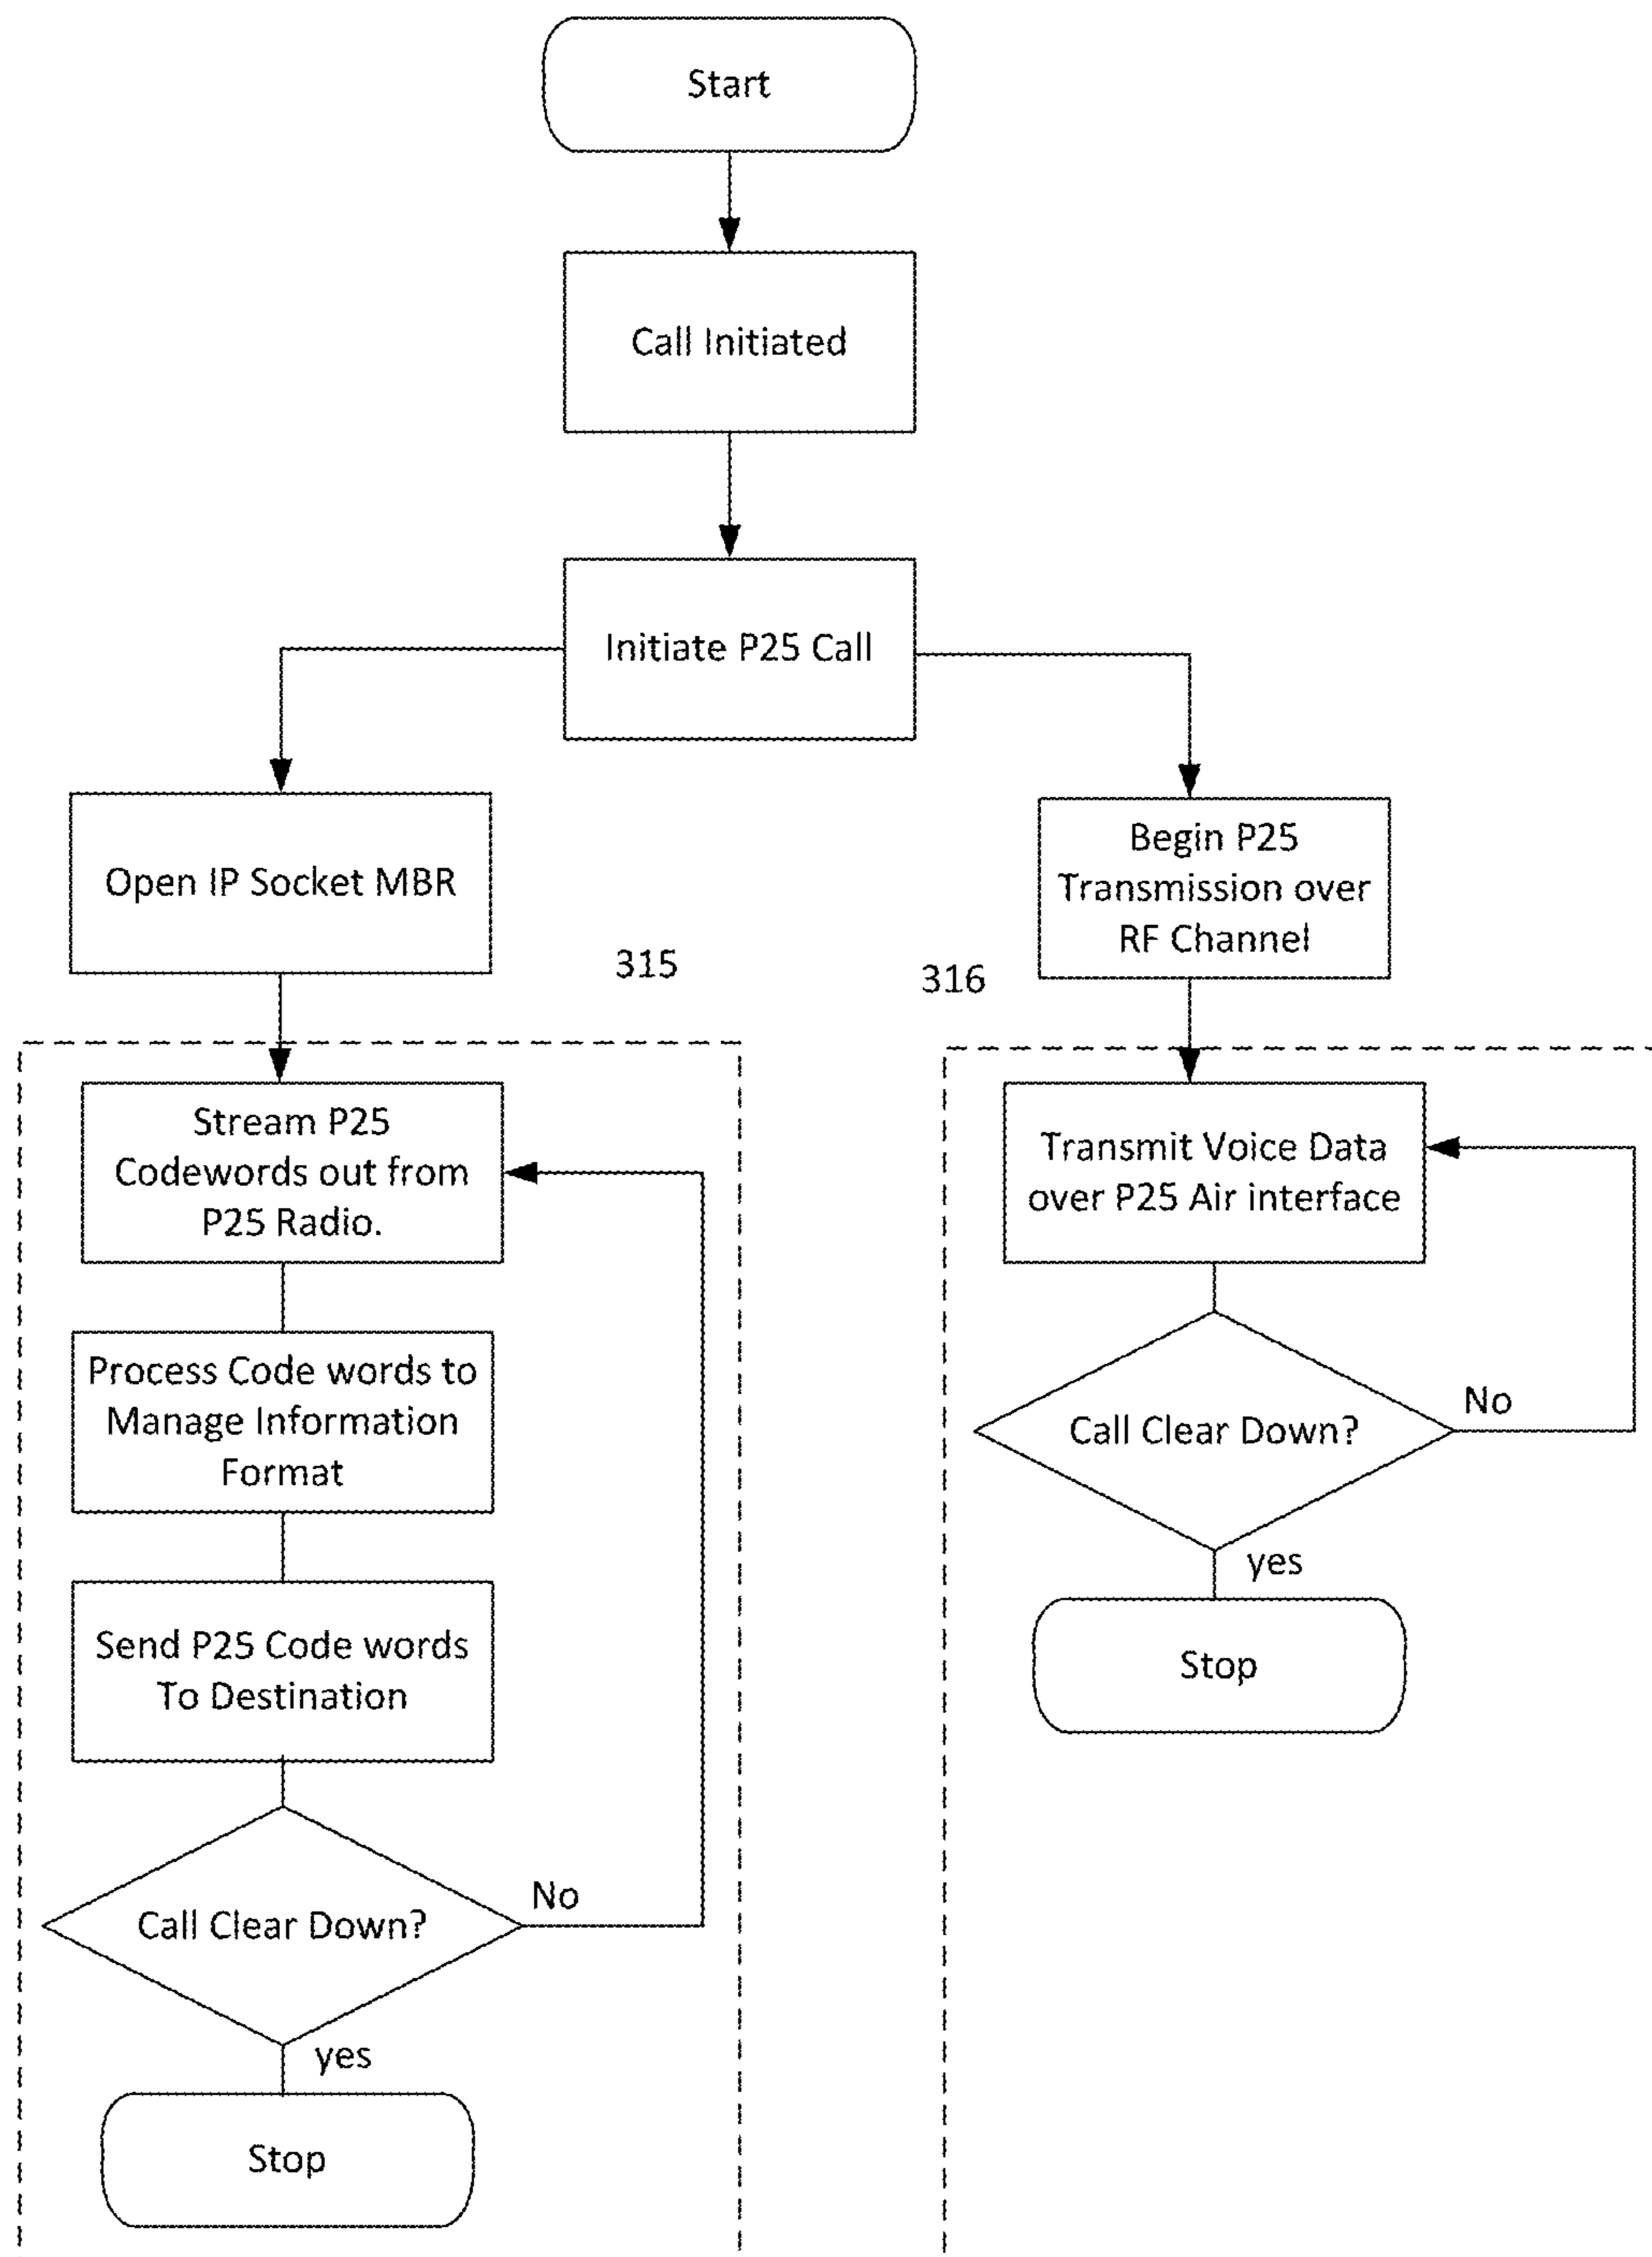 Start
Call Initiated
Initiate P25 Call
Open IP Socket MBR
315
Stream P25
Codewords out from
P25 Radio.
Process Code words to
Manage Information
Format
Send P25 Code words
To Destination
Call Clear Down?
No
yes
Stop
Begin P25
Transmission over
RF Channel
316
Transmit Voice Data
over P25 Air interface
Call Clear Down?
No
yes
Stop